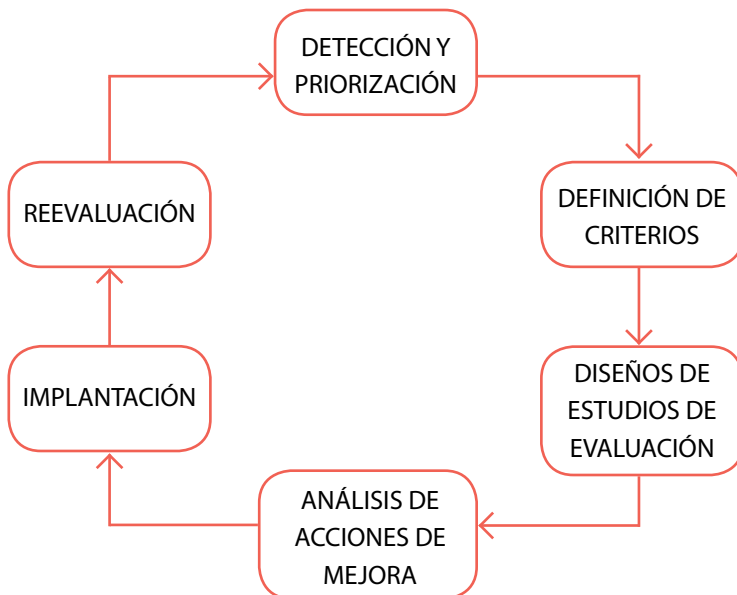 DETECCIÓN Y
PRIORIZACIÓN
DEFINICIÓN DE
CRITERIOS
DISEÑOS DE
ESTUDIOS DE
EVALUACIÓN
ANÁLISIS DE
ACCIONES DE
MEJORA
IMPLANTACIÓN
REEVALUACIÓN